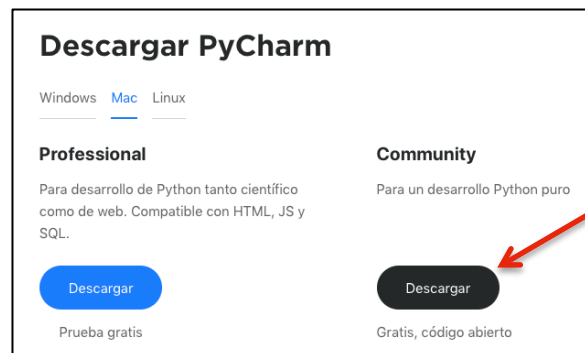 Descargar PyCharm
Windows Mac Linux
Professional
Para desarrollo de Python tanto científico
como de web. Compatible con HTML, JS y
SQL.
Descargar
Prueba gratis
Community
Para un desarrollo Python puro
Descargar
Gratis, código abierto